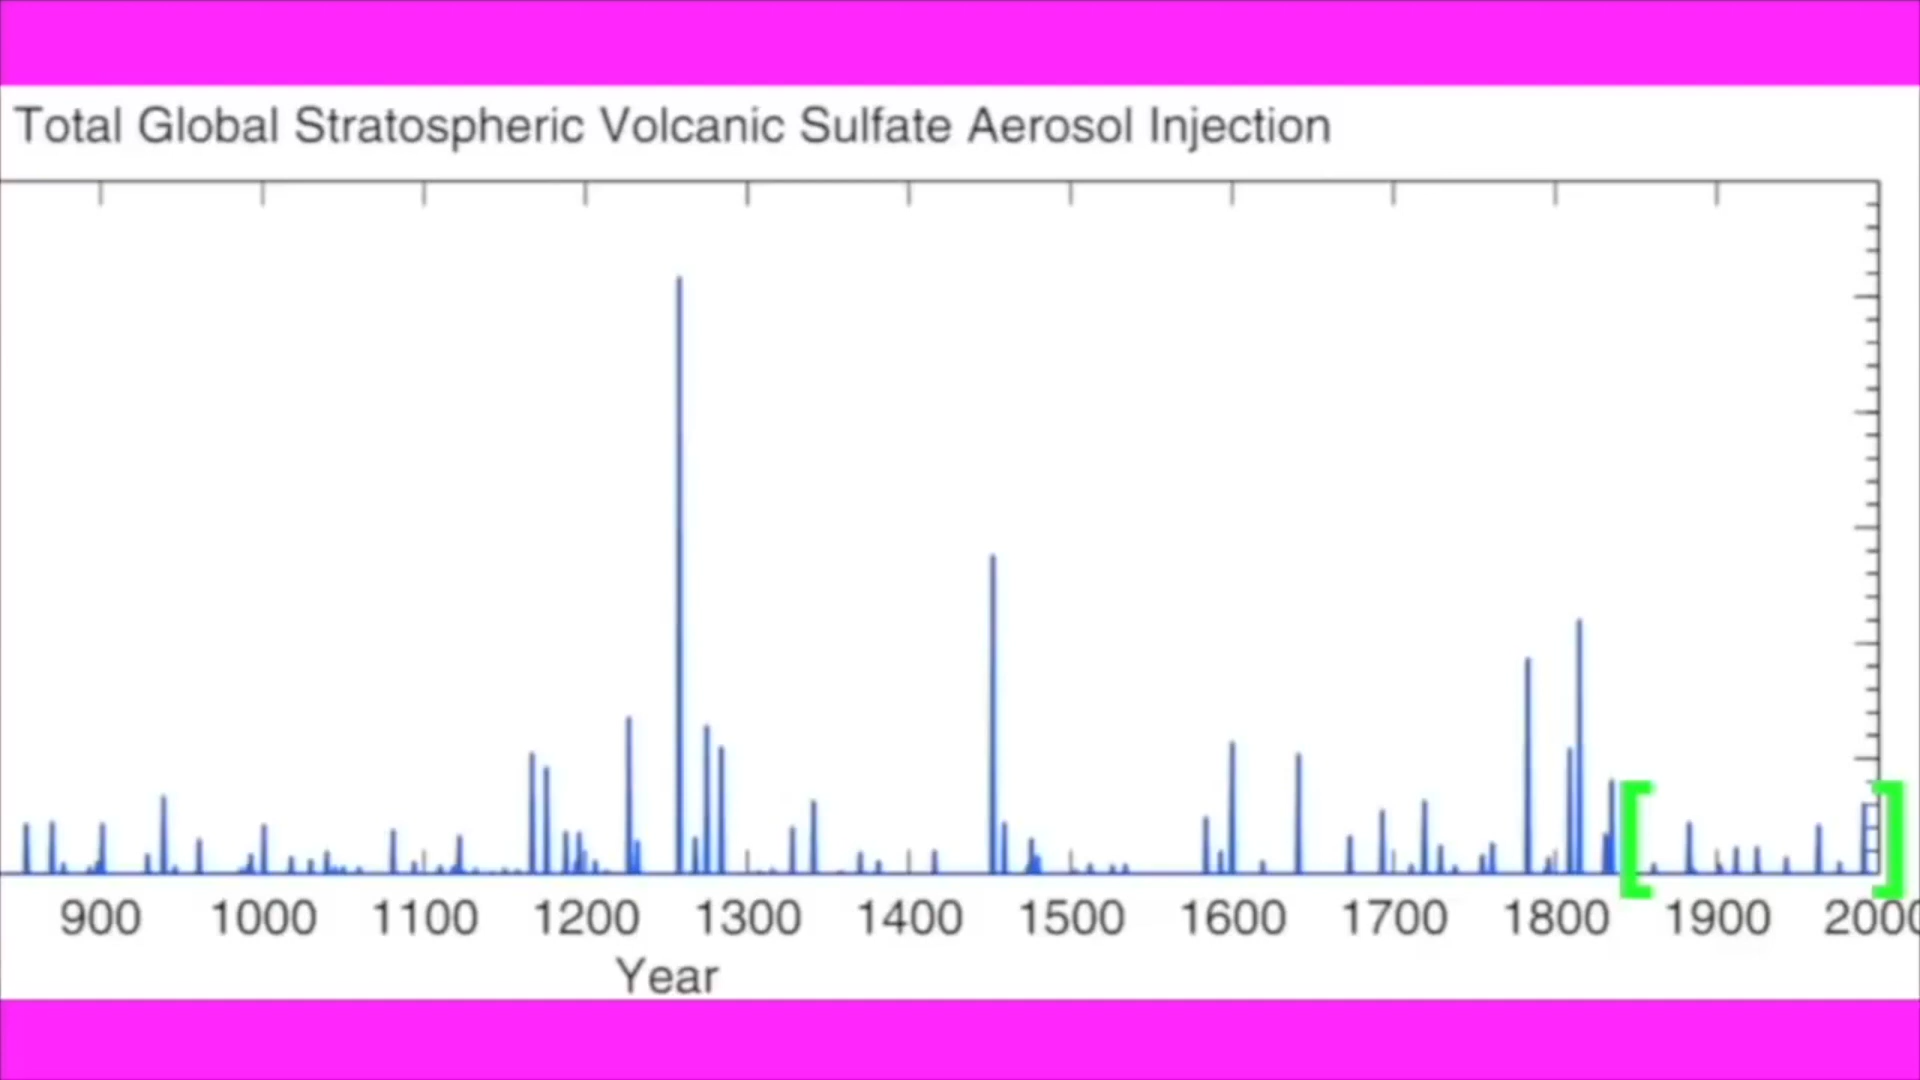 Total Global Stratospheric Volcanic Sulfate Aerosol Injection
900 1000 1100 1200 1300 1400 1500 1600 1700 1800 1900 2000
Year